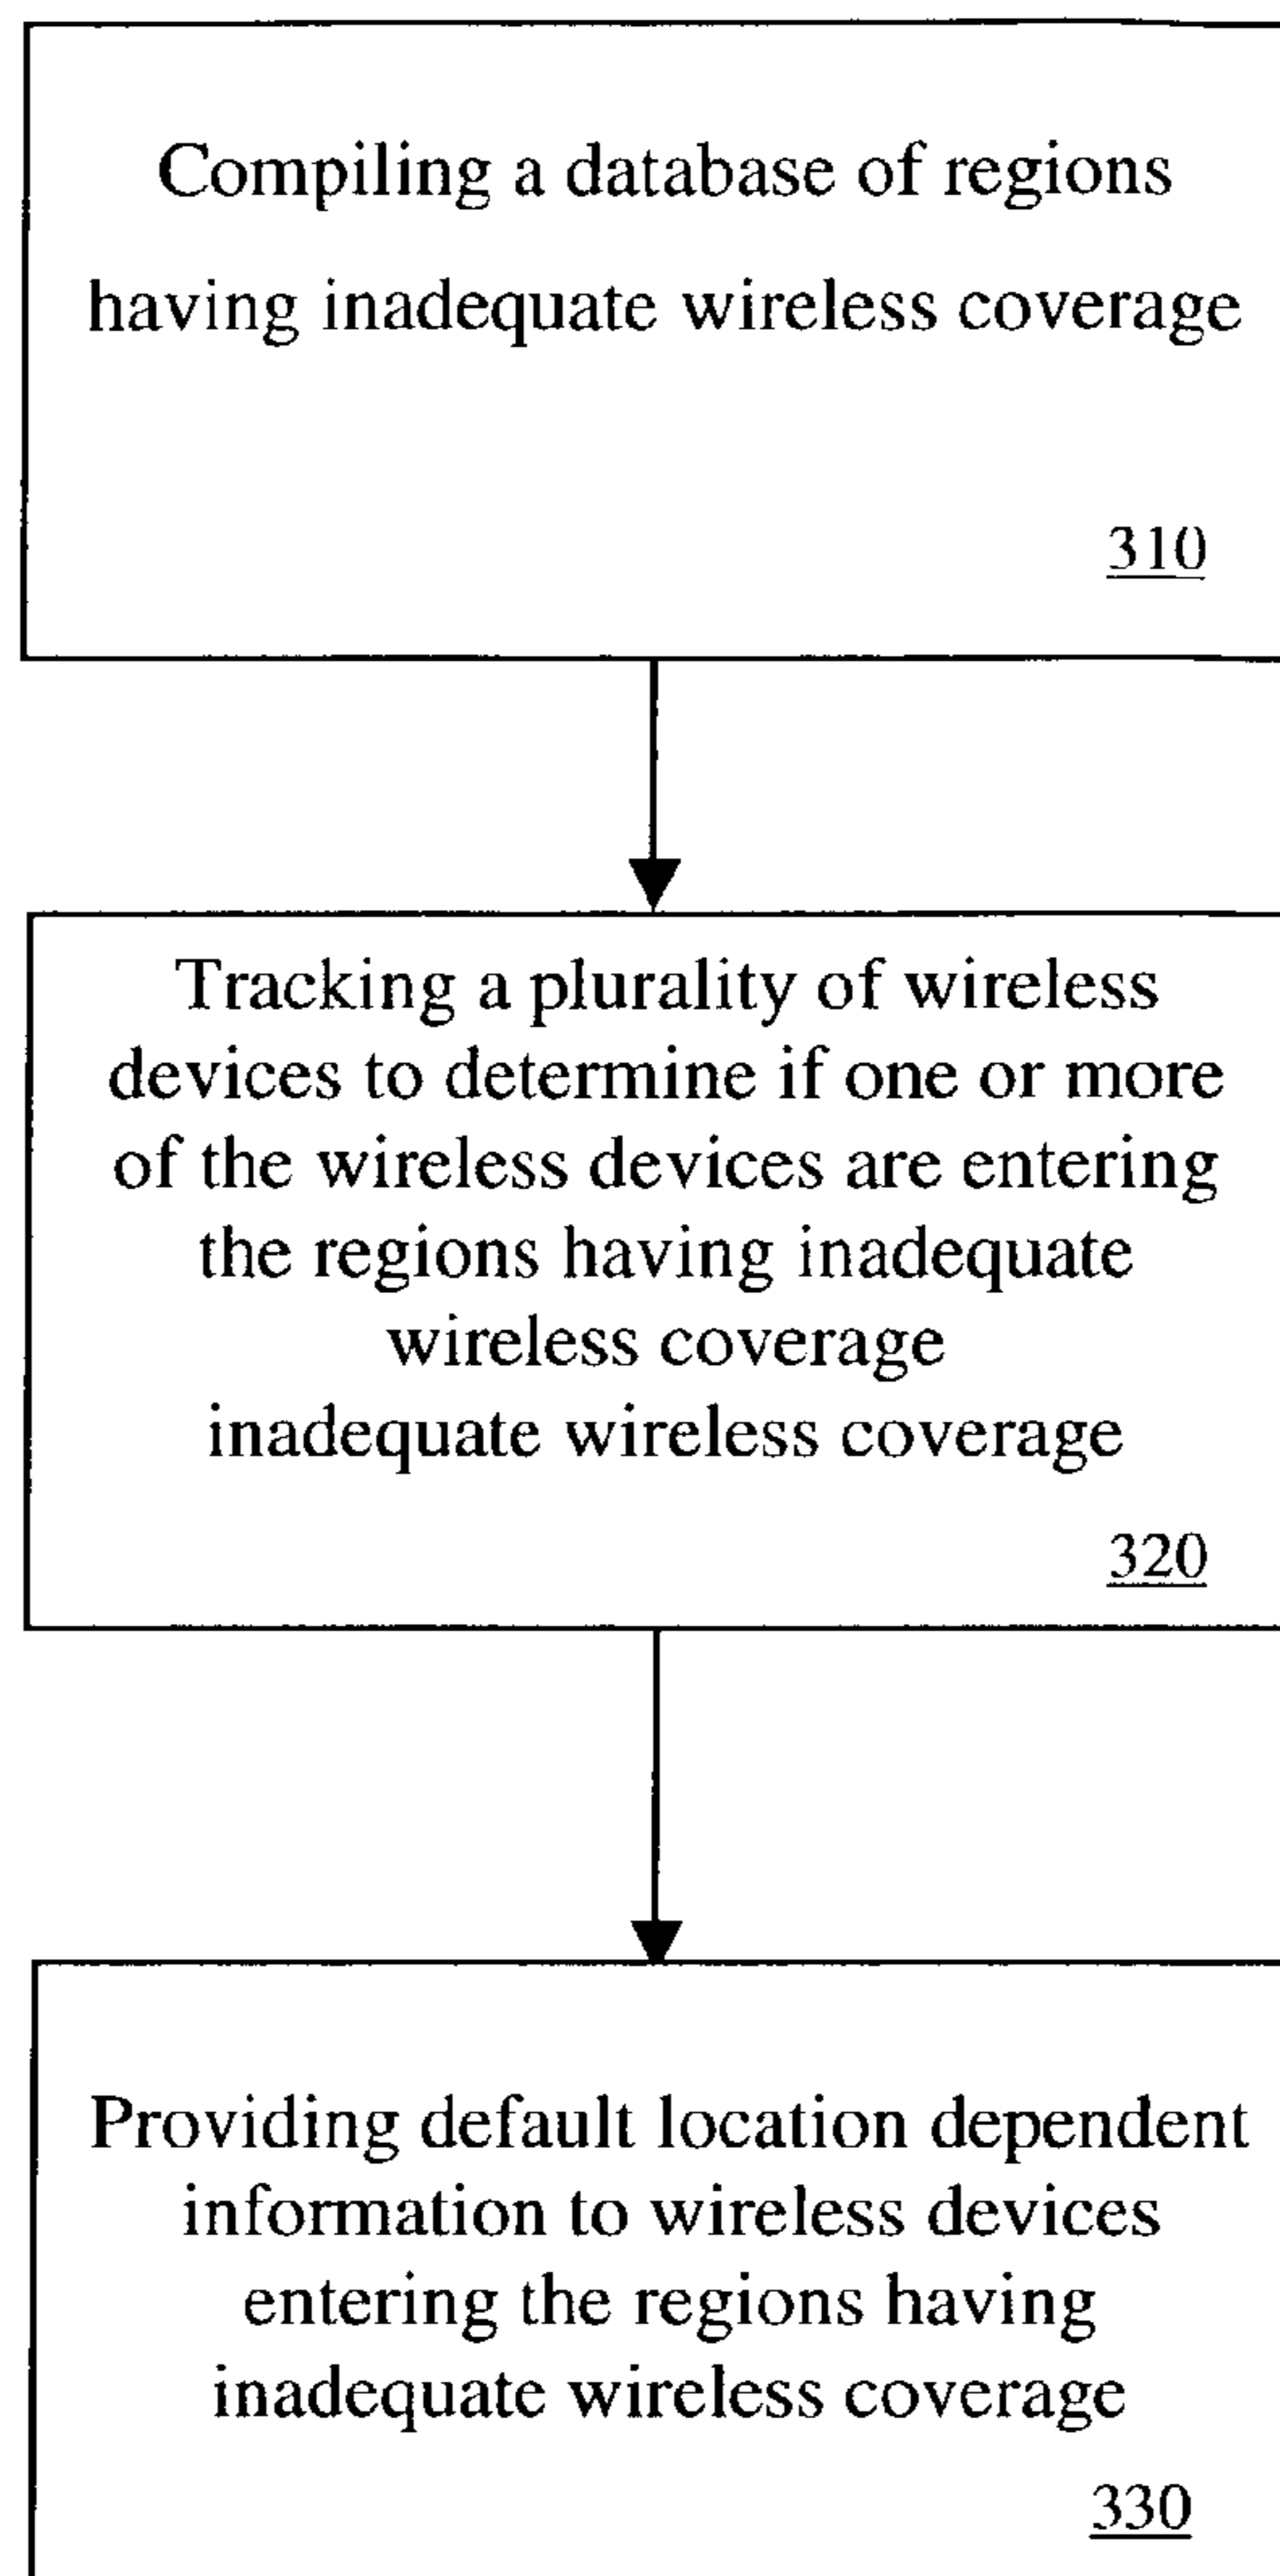 Compiling a database of regions
having inadequate wireless coverage
310
Tracking a plurality of wireless
devices to determine if one or more
of the wireless devices are entering
the regions having inadequate
wireless coverage
inadequate wireless coverage
320
Providing default location dependent
information to wireless devices
entering the regions having
inadequate wireless coverage
330